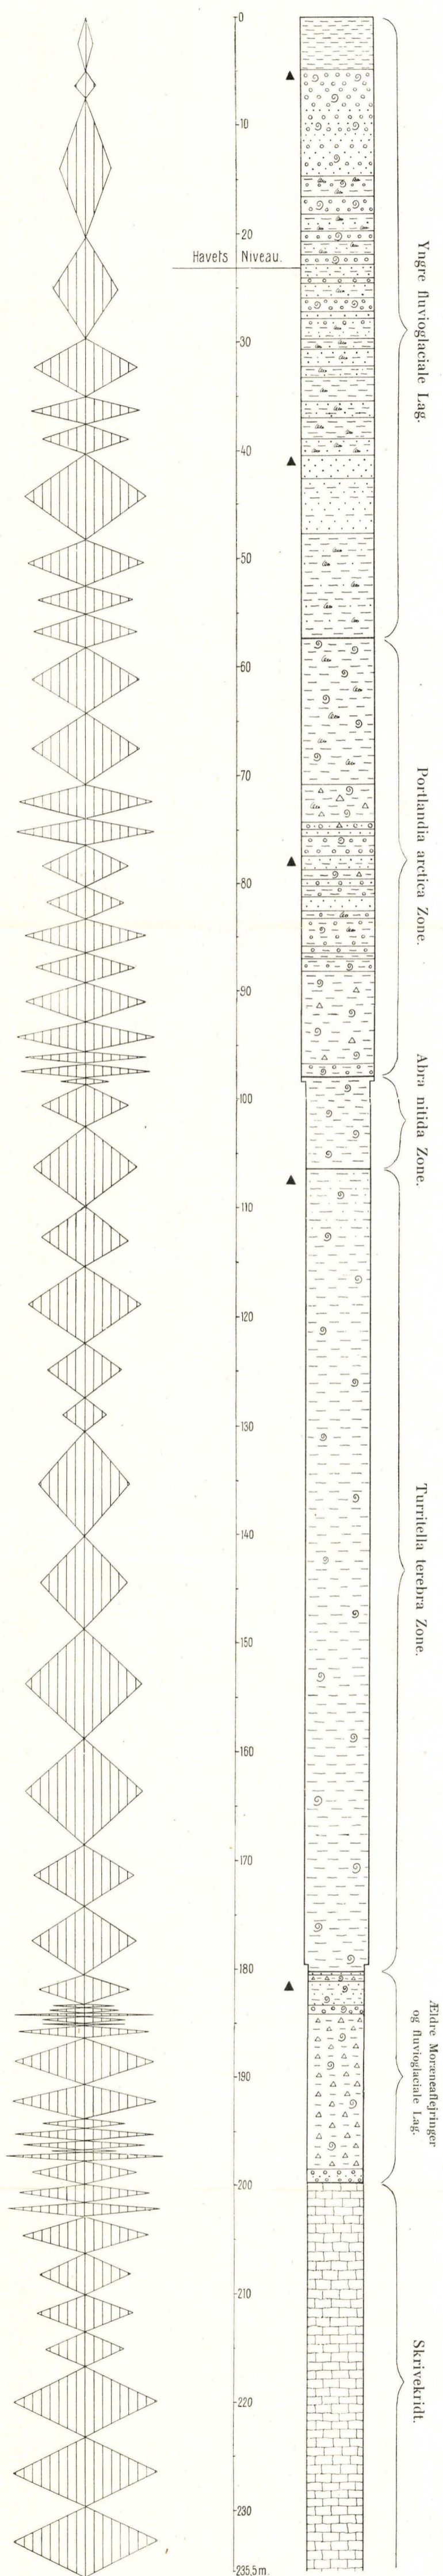 0
10
20
Havets Niveau.
30
40
50
60
70
80
90
100
110
120
130
140
150
160
170
180
190
200
210
220
230
235,5 m.
Yngre fluvioglaciale Lag.
Portlandia arctica Zone.
Abra nitida Zone.
Turritella terebra Zone.
Ældre Moræneaflejringer
og fluvioglaciale Lag.
Skrivekridt.